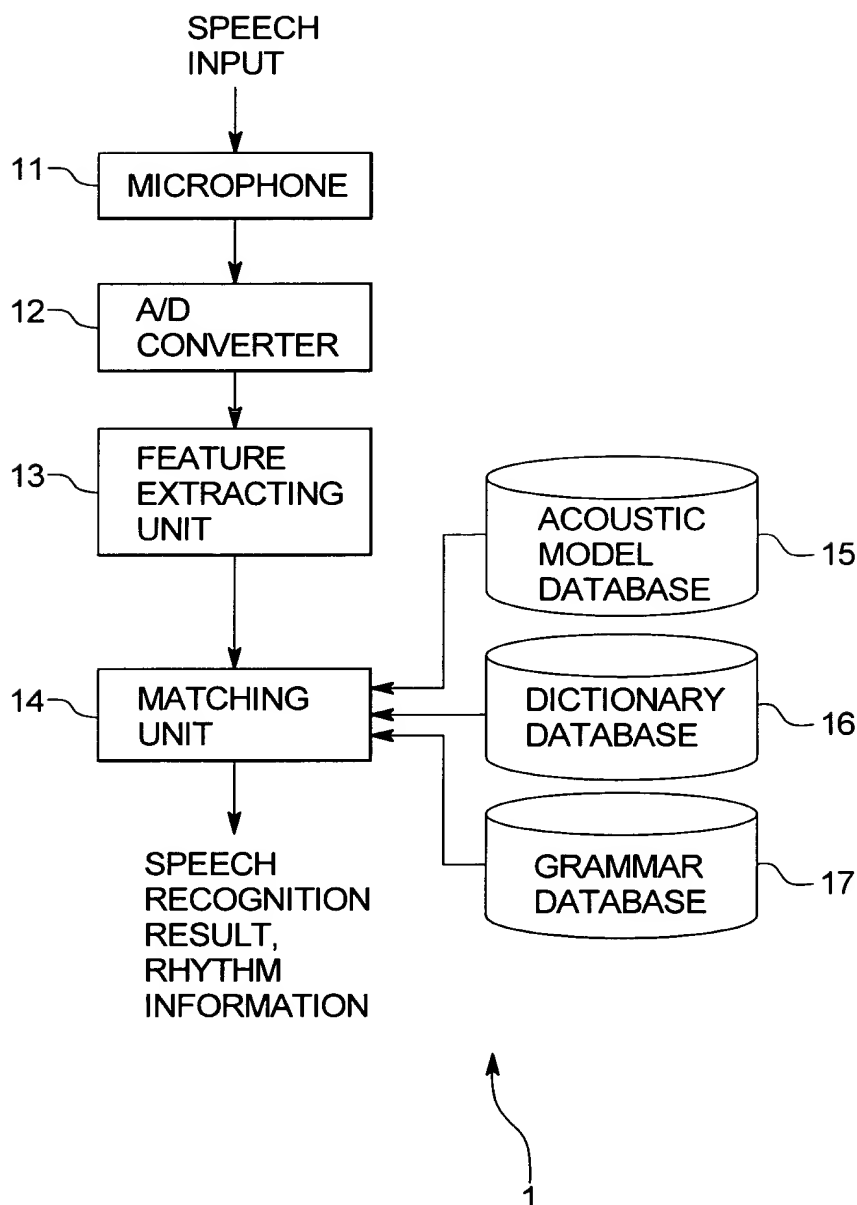 SPEECH
INPUT
11
MICROPHONE
12
A/D
CONVERTER
13
FEATURE
EXTRACTING
UNIT
14
MATCHING
UNIT
ACOUSTIC
MODEL
DATABASE
15
DICTIONARY
DATABASE
16
GRAMMAR
DATABASE
17
SPEECH
RECOGNITION
RESULT,
RHYTHM
INFORMATION
1